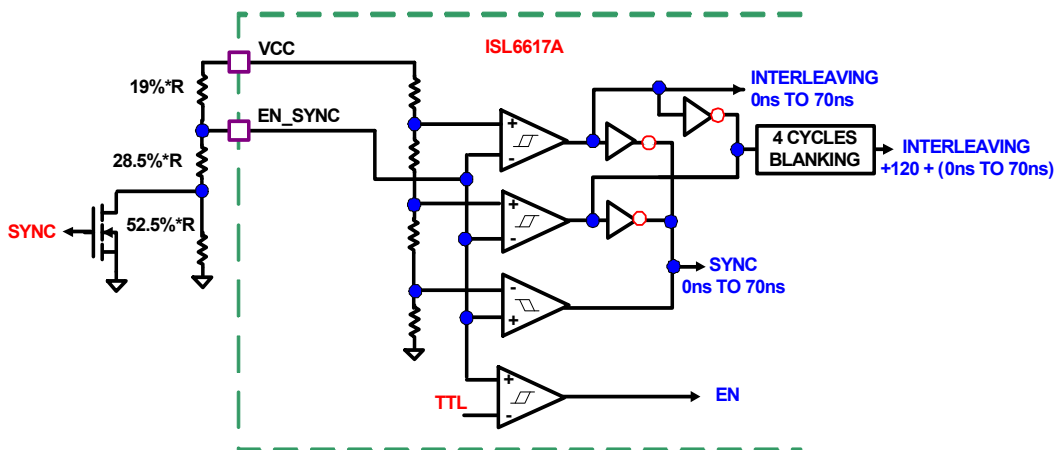 VCC
ISL6617A
19%*R
INTERLEAVING
0ns TO 70ns
EN_SYNC
+
-
28.5%*R
4 CYCLES
BLANKING
INTERLEAVING
+120 + (0ns TO 70ns)
52.5%*R
+
-
SYNC
SYNC
0ns TO 70ns
-
+
+
-
TTL
EN